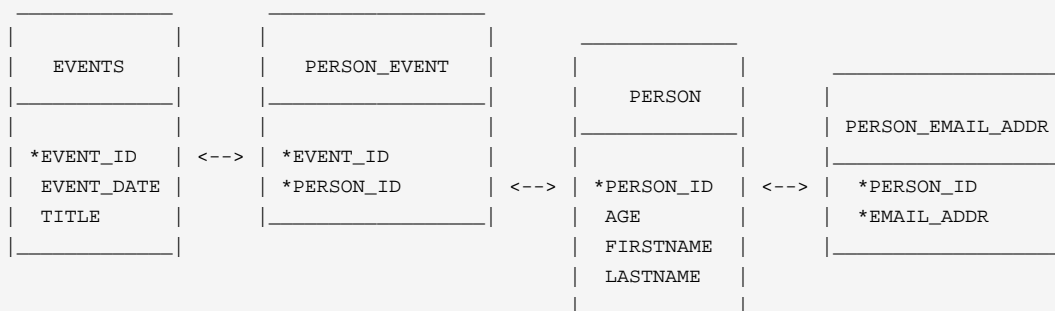 EVENTS
*EVENT_ID
EVENT_DATE
TITLE
<-->
PERSON_EVENT
*EVENT_ID
*PERSON_ID
<-->
PERSON
*PERSON_ID
AGE
FIRSTNAME
LASTNAME
<-->
PERSON_EMAIL_ADDR
*PERSON_ID
*EMAIL_ADDR